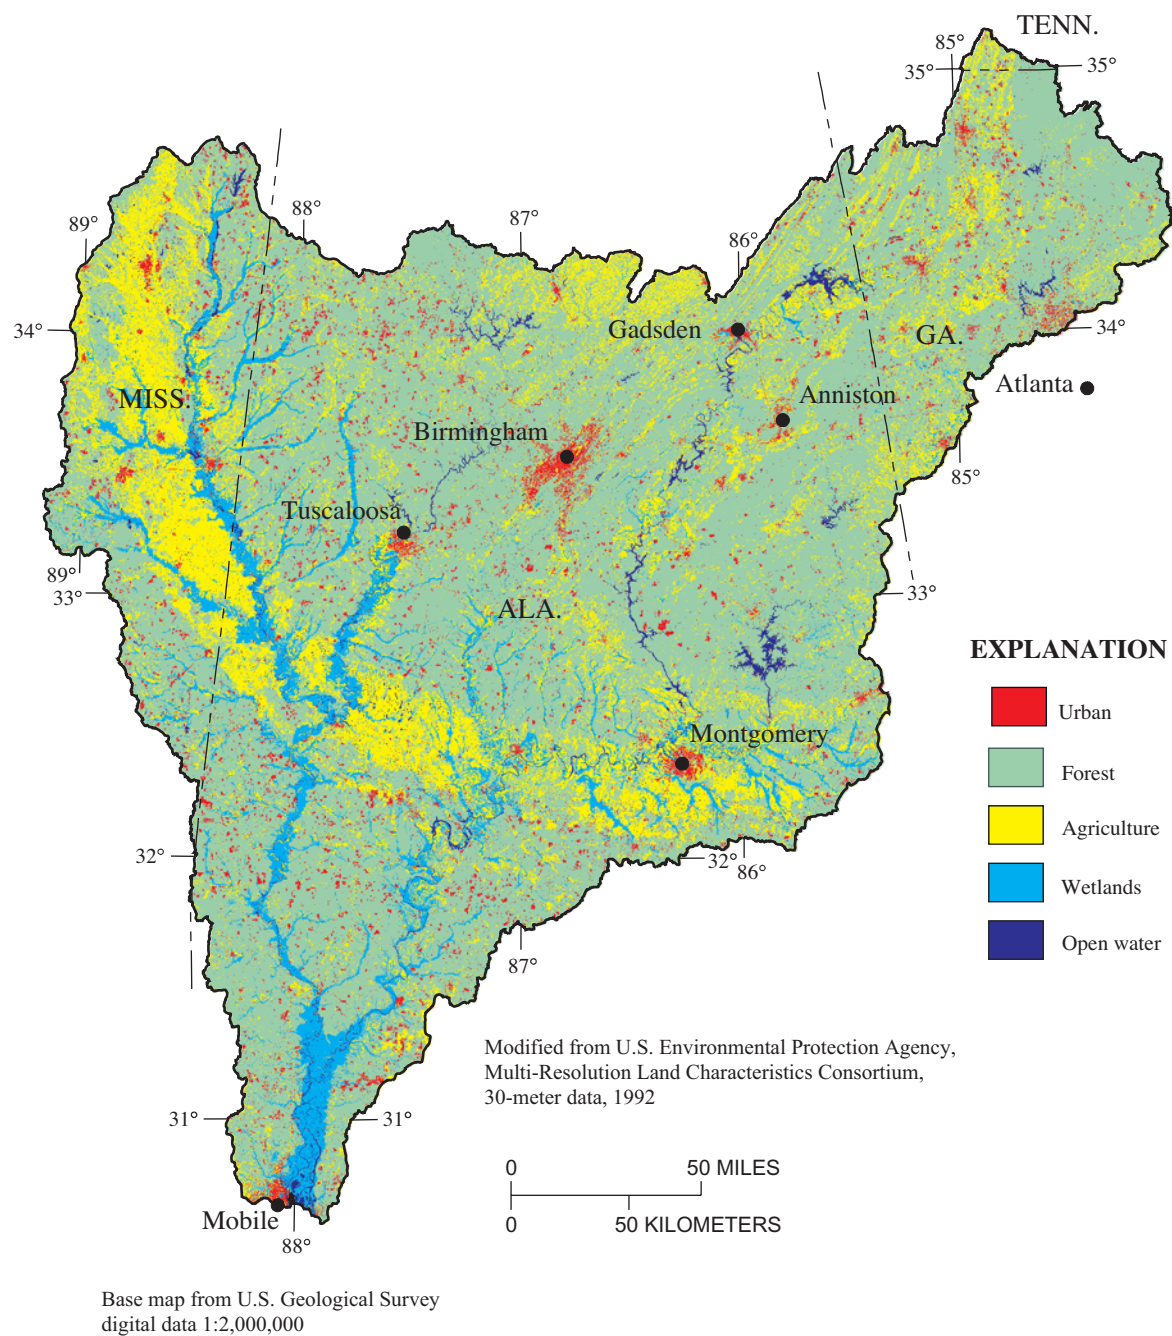 TENN.
85°
35°
35°
88°
89°
87°
86°
34°
Gadsden
GA.
34°
MISS.
Anniston
Atlanta
Birmingham
85°
Tuscaloosa
89°
33°
ALA.
33°
EXPLANATION
Urban
Montgomery
Forest
Agriculture
32°
32°
86°
Wetlands
Open water
87°
Modified from U.S. Environmental Protection Agency,
Multi-Resolution Land Characteristics Consortium,
30-meter data, 1992
31°
31°
0 50 MILES
0 50 KILOMETERS
Mobile
88°
Base map from U.S. Geological Survey
digital data 1:2,000,000